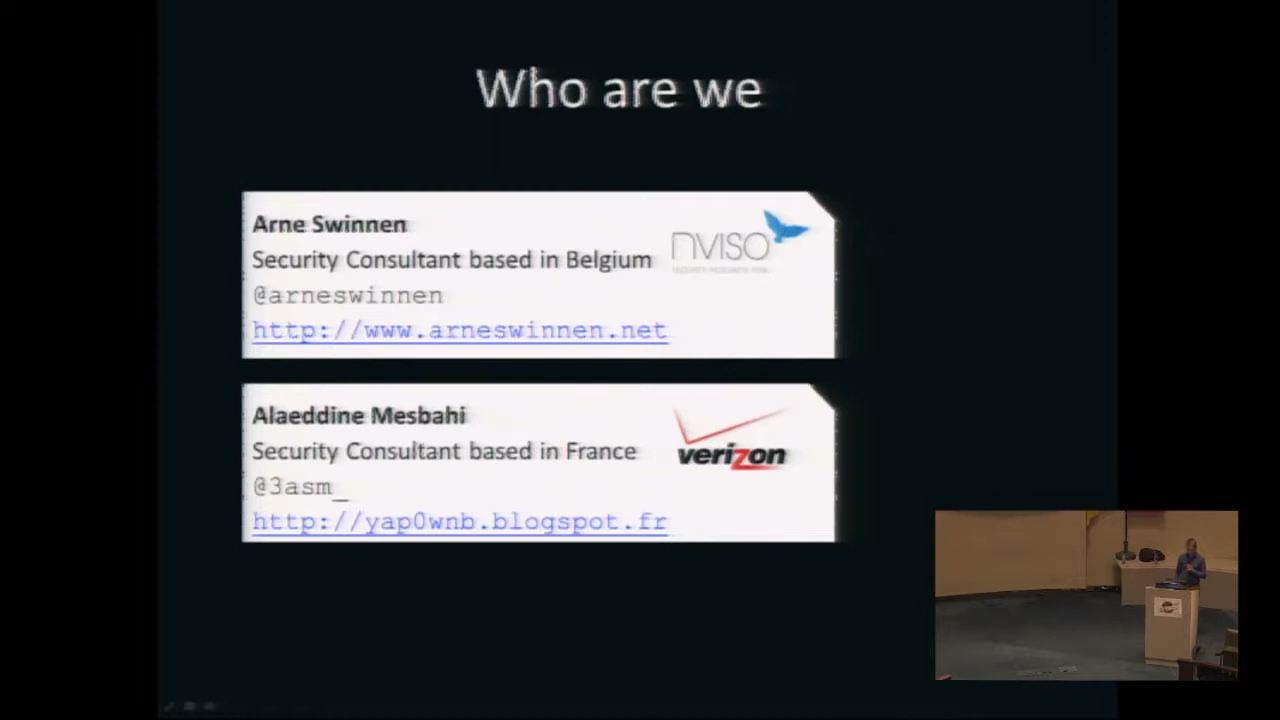 Who are we
Arne Swinnen
Security Consultant based in Belgium
@arneswinnen
http://www.arneswinnen.net
NVISO
Alaeddine Mesbahi
Security Consultant based in France
@3asm_
http://yap0wnb.blogspot.fr
verizon